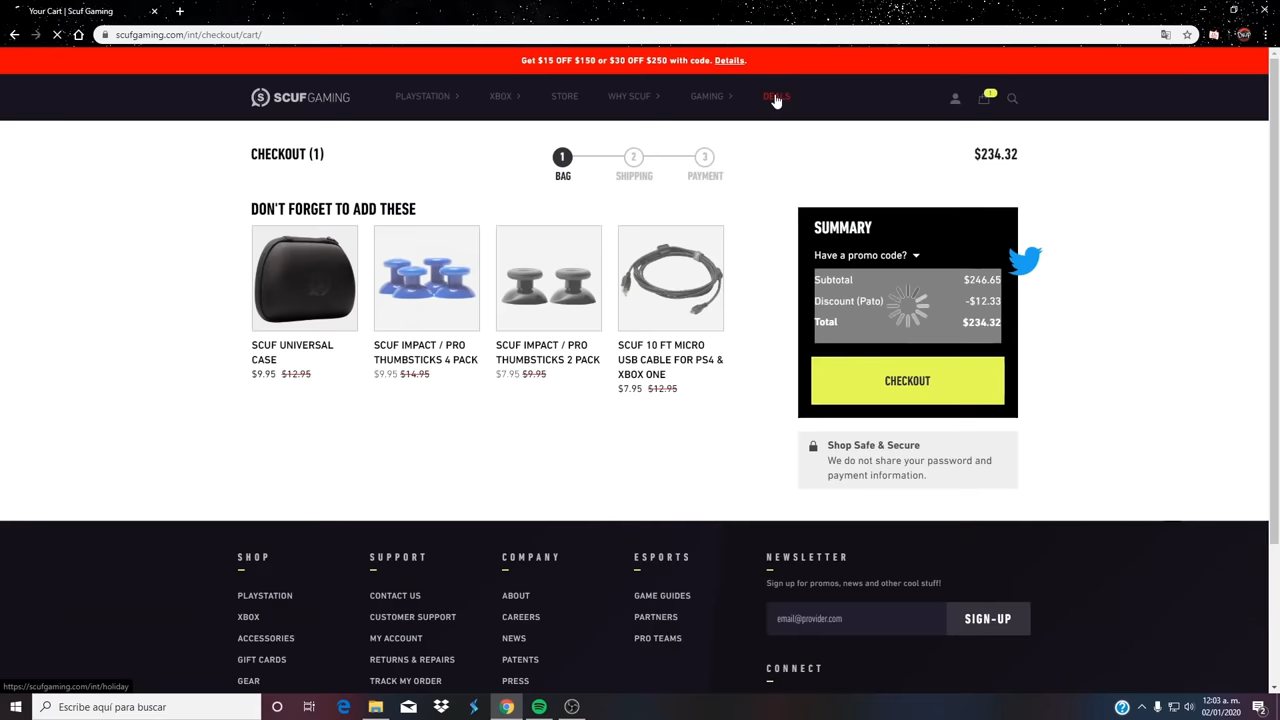 Your Cart | Scuf Gaming
scufgaming.com/int/checkout/cart/
Get $15 OFF $150 or $30 OFF $250 with code. Details.
SCUFGAMING
PLAYSTATION
XBOX
STORE
WHY SCUF
GAMING
DEALS
1
CHECKOUT (1)
1
2
3
BAG
SHIPPING
PAYMENT
$234.32
DON'T FORGET TO ADD THESE
SCUF UNIVERSAL
CASE
$9.95 $12.95
SCUF IMPACT / PRO
THUMBSTICKS 4 PACK
$9.95 $14.95
SCUF IMPACT / PRO
THUMBSTICKS 2 PACK
$7.95 $9.95
SCUF 10 FT MICRO
USB CABLE FOR PS4 &
XBOX ONE
$7.95 $12.95
SUMMARY
Have a promo code?
Subtotal $246.65
Discount (Pato) -$12.33
Total $234.32
CHECKOUT
Shop Safe & Secure
We do not share your password and
payment information.
SHOP
PLAYSTATION
XBOX
ACCESSORIES
GIFT CARDS
GEAR
SUPPORT
CONTACT US
CUSTOMER SUPPORT
MY ACCOUNT
RETURNS & REPAIRS
TRACK MY ORDER
COMPANY
ABOUT
CAREERS
NEWS
PATENTS
PRESS
ESPORTS
GAME GUIDES
PARTNERS
PRO TEAMS
NEWSLETTER
Sign up for promos, news and other cool stuff!
email@provider.com
SIGN-UP
CONNECT
https://scufgaming.com/int/holiday
Escribe aquí para buscar
12:03 a. m.
02/01/2020
2